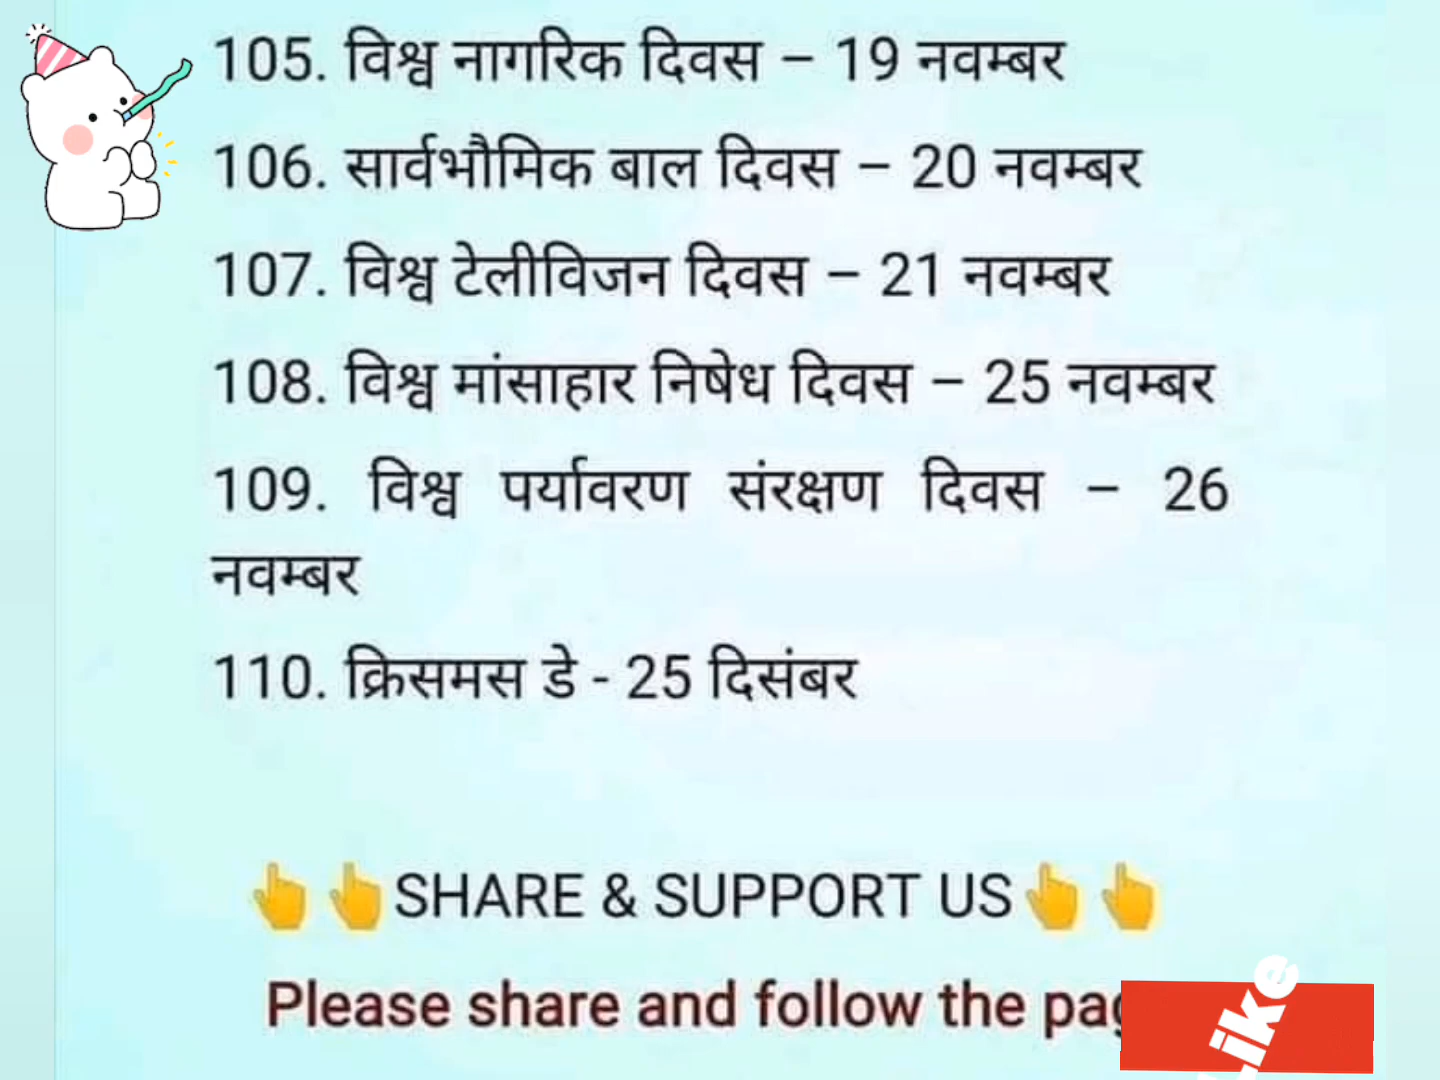 105. विश्व नागरिक दिवस – 19 नवम्बर
106. सार्वभौमिक बाल दिवस – 20 नवम्बर
107. विश्व टेलीविजन दिवस – 21 नवम्बर
108. विश्व मांसाहार निषेध दिवस – 25 नवम्बर
109. विश्व पर्यावरण संरक्षण दिवस – 26
नवम्बर
110. क्रिसमस डे - 25 दिसंबर
👆👆SHARE & SUPPORT US👆👆
Please share and follow the